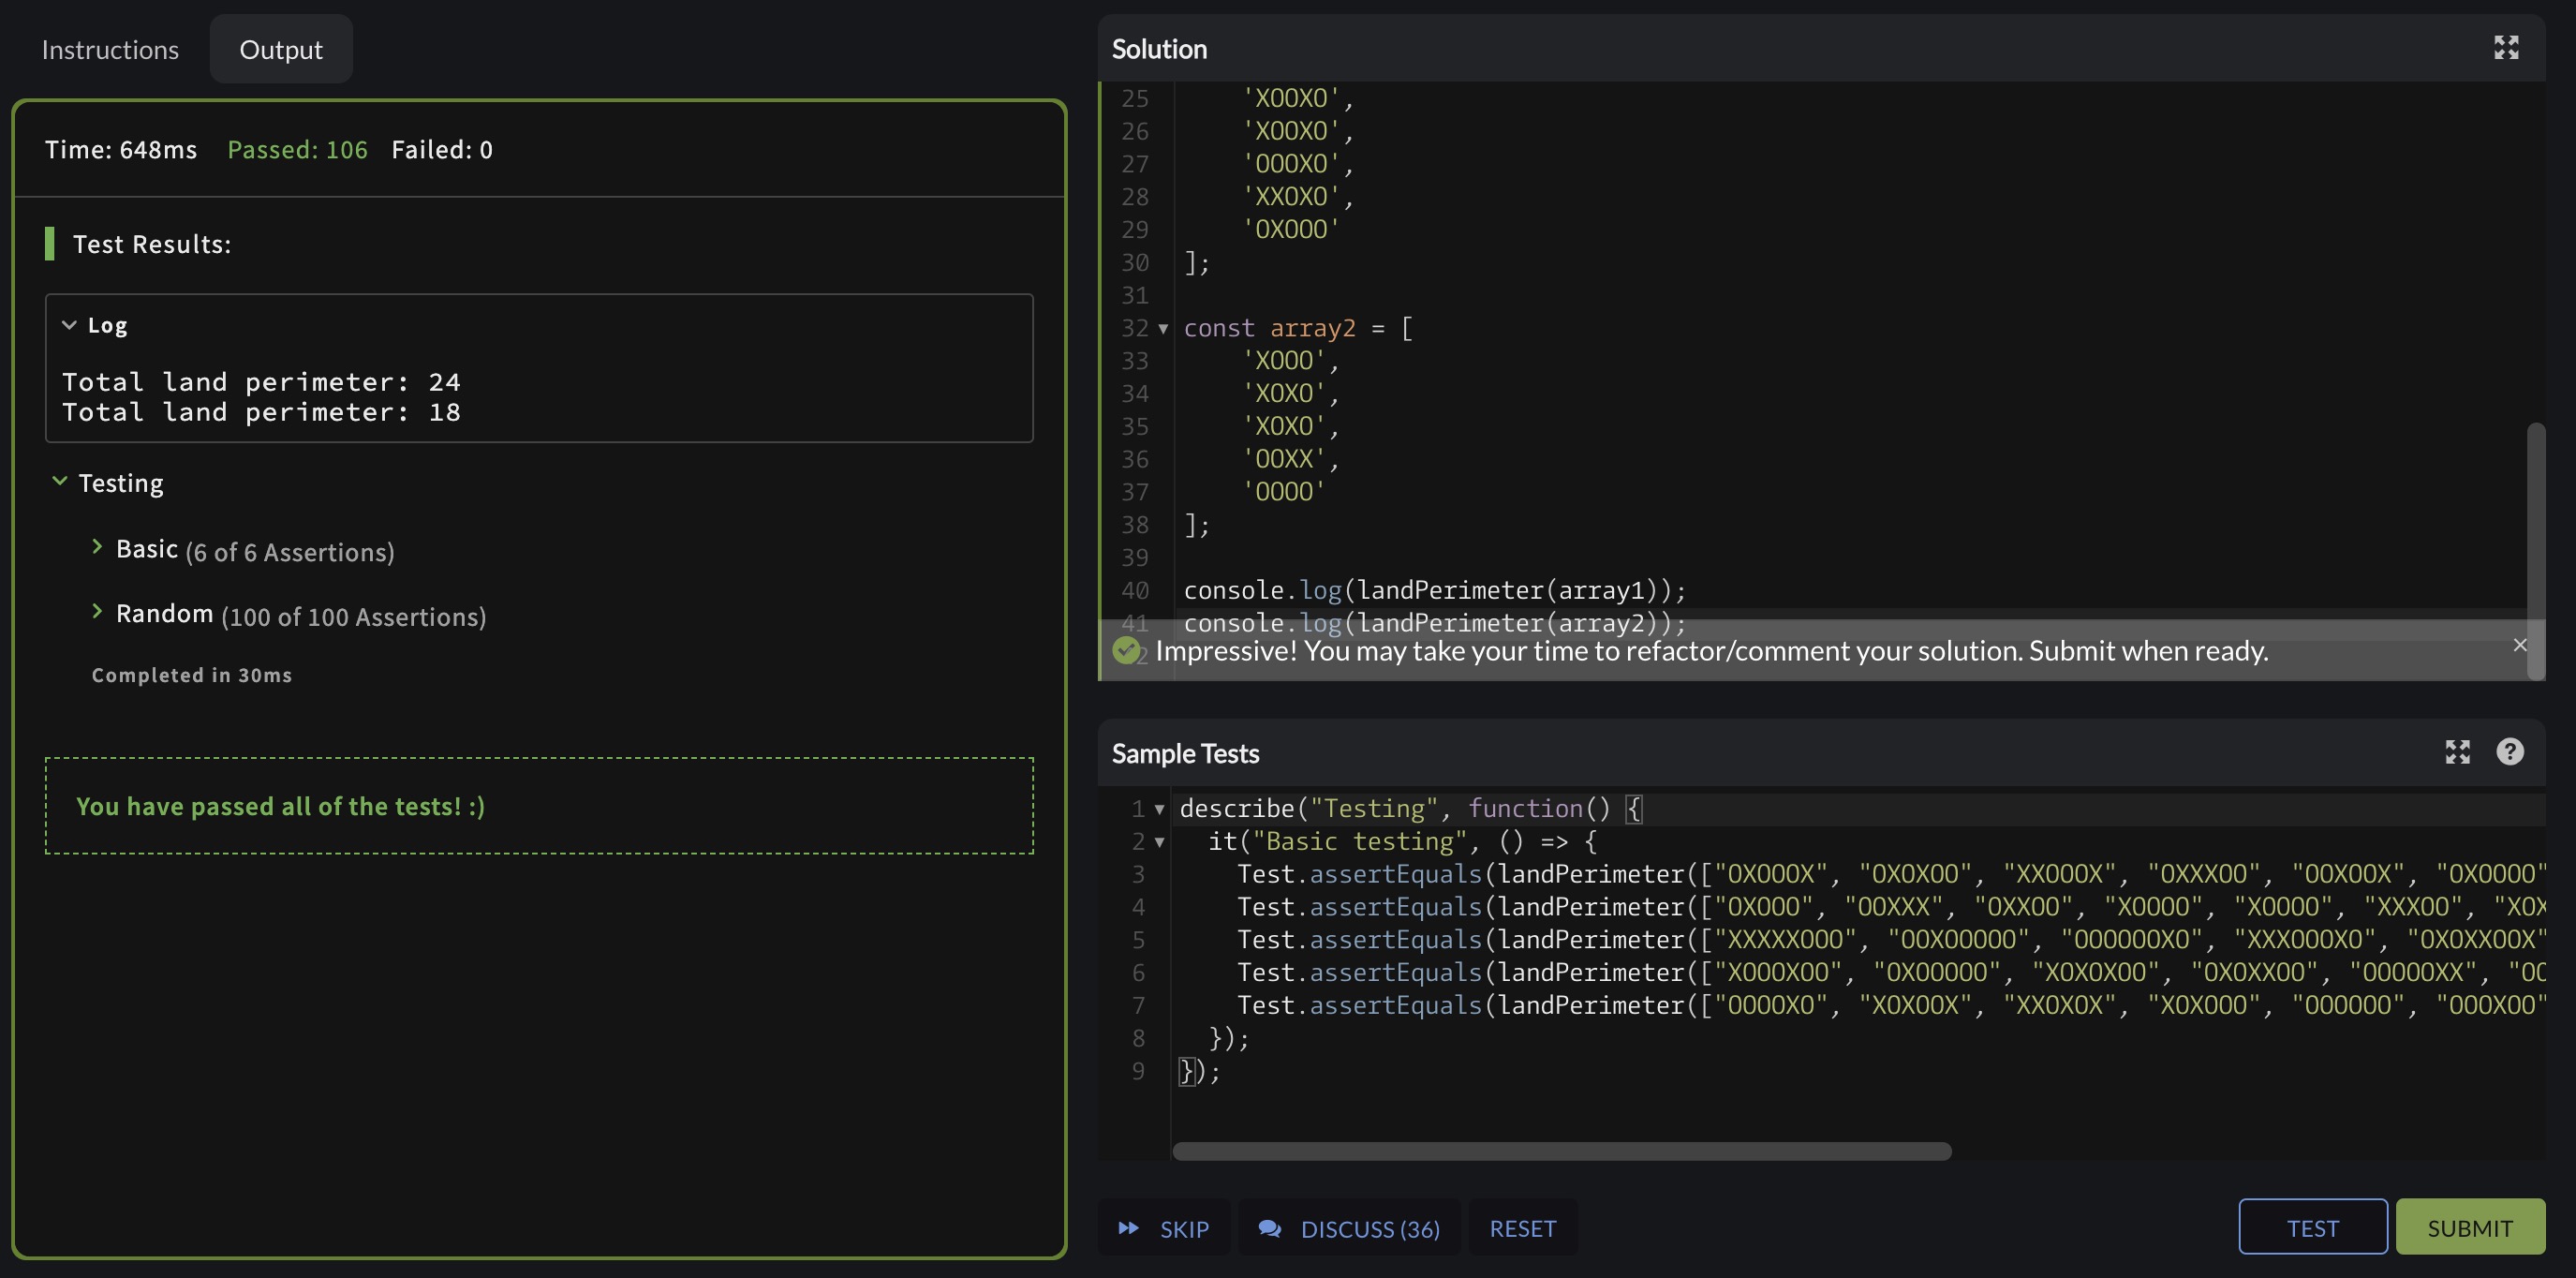 Instructions
Output
Time: 648ms Passed: 106 Failed: 0
Test Results:
Log
Total land perimeter: 24
Total land perimeter: 18
Testing
Basic (6 of 6 Assertions)
Random (100 of 100 Assertions)
Completed in 30ms
You have passed all of the tests! :)
Solution
25 'XOOXO',
26 'XOOXO',
27 'OOOXO',
28 'XXOXO',
29 'OXOOO'
30 ];
31
32 const array2 = [
33 'XOOO',
34 'XOXO',
35 'XOXO',
36 'OOXX',
37 'OOOO'
38 ];
39
40 console.log(landPerimeter(array1));
41 console.log(landPerimeter(array2));
Impressive! You may take your time to refactor/comment your solution. Submit when ready.
Sample Tests
1 describe("Testing", function() {
2 it("Basic testing", () => {
3 Test.assertEquals(landPerimeter(["OXOOOX", "OXOXOO", "XXOOOX", "OXXXOO", "OOXOOX", "OXOOOO"
4 Test.assertEquals(landPerimeter(["OXOOO", "OOXXX", "OXXOO", "XOOOO", "XOOOO", "XXXOO", "XOX
5 Test.assertEquals(landPerimeter(["XXXXXOOO", "OOXOOOOO", "OOOOOOXO", "XXXOOOXO", "OXOXXOOX"
6 Test.assertEquals(landPerimeter(["XOOOXOO", "OXOOOOO", "XOXOXOO", "OXOXXOO", "OOOOOXX", "OO
7 Test.assertEquals(landPerimeter(["OOOOXO", "XOXOOX", "XXOXOX", "XOXOOO", "OOOOOO", "OOOXOO"
8 });
9 });
SKIP
DISCUSS (36)
RESET
TEST
SUBMIT